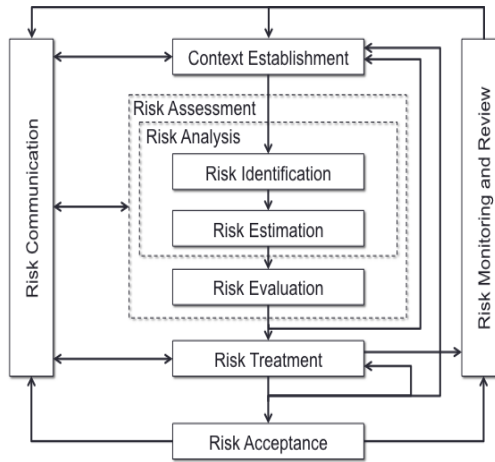 Context Establishment
Risk Assessment
Risk Analysis
Risk Identification
Risk Estimation
Risk Evaluation
Risk Treatment
Risk Acceptance
Risk Communication
Risk Monitoring and Review